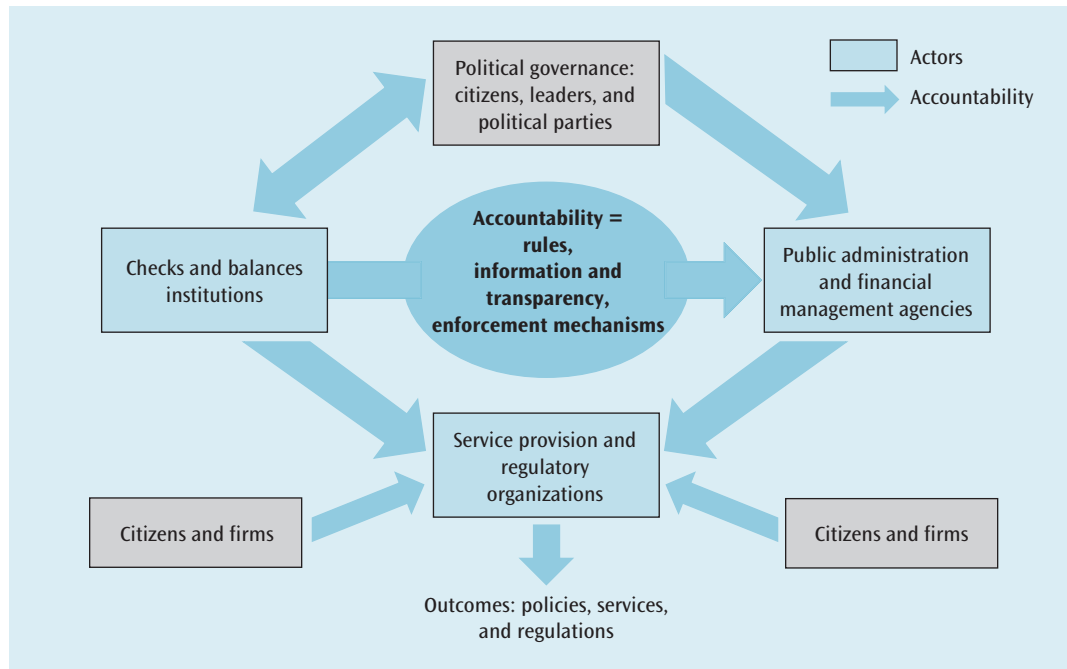 Political governance:
citizens, leaders, and
political parties
Actors
Accountability
Accountability =
rules,
information and
transparency,
enforcement mechanisms
Checks and balances
institutions
Public administration
and financial
management agencies
Service provision and
regulatory
organizations
Citizens and firms
Citizens and firms
Outcomes: policies, services,
and regulations